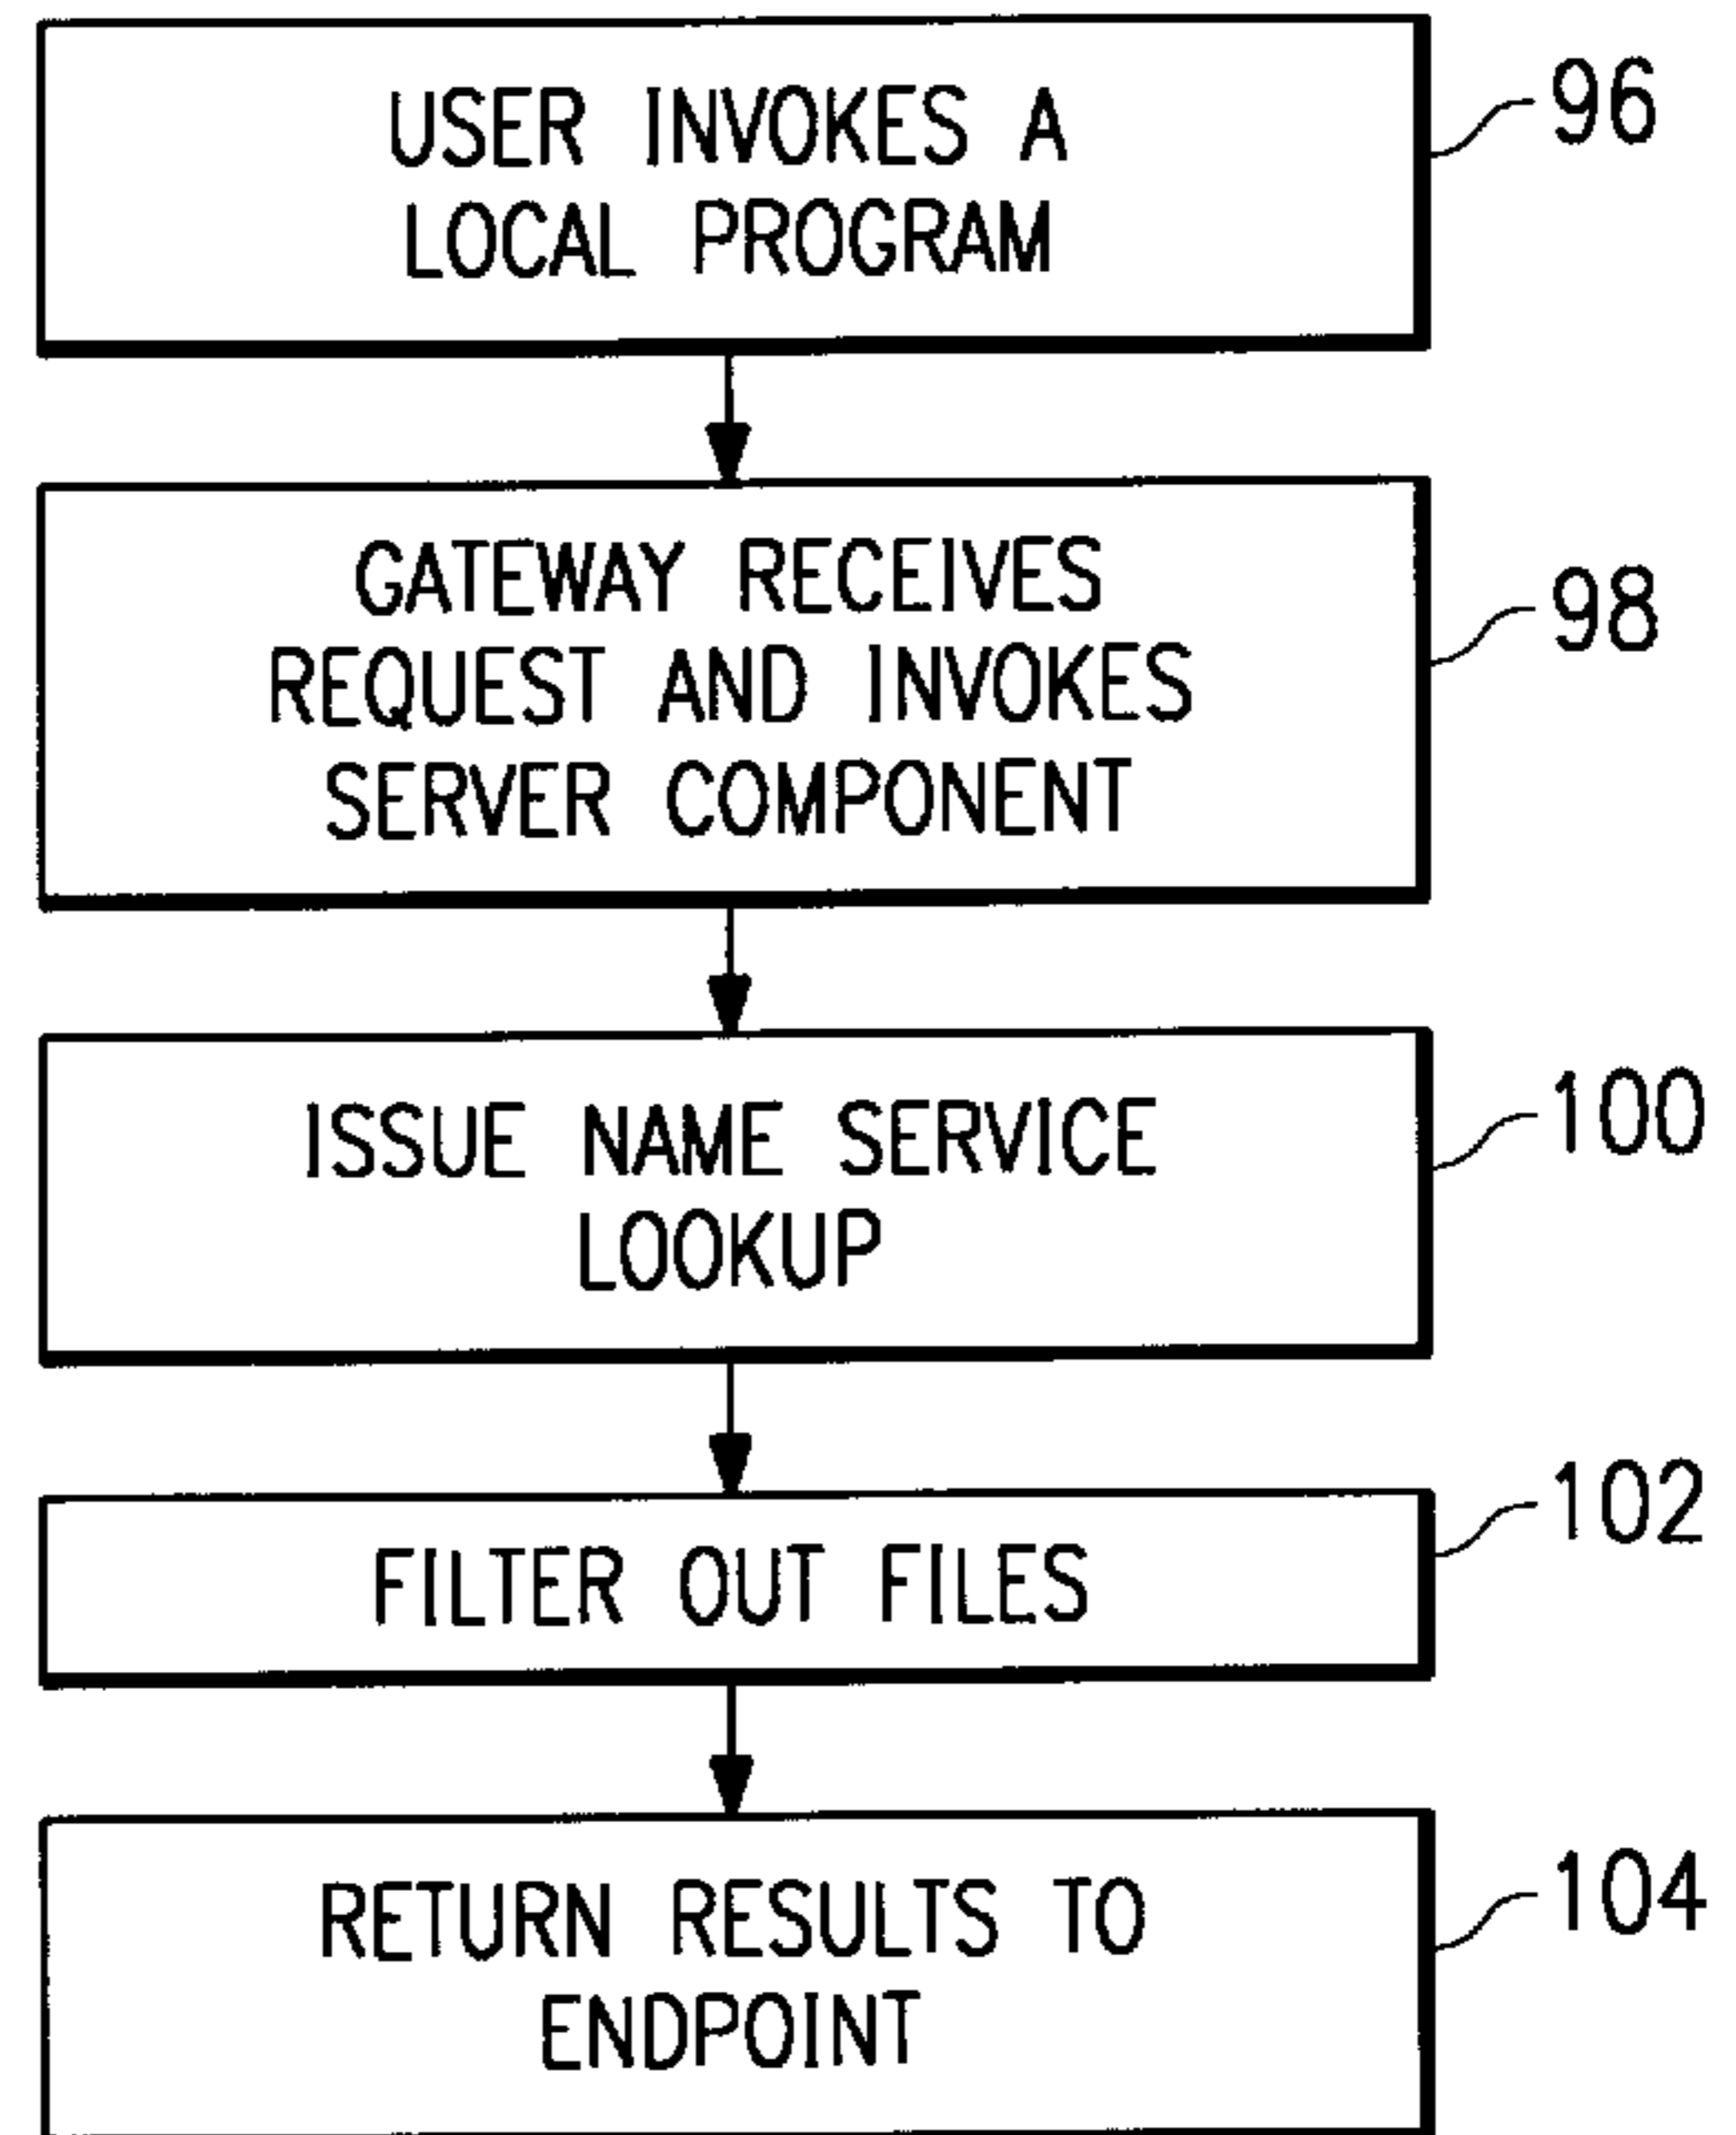 USER INVOKES A
LOCAL PROGRAM
96
GATEWAY RECEIVES
REQUEST AND INVOKES
SERVER COMPONENT
98
ISSUE NAME SERVICE
LOOKUP
100
FILTER OUT FILES
102
RETURN RESULTS TO
ENDPOINT
104